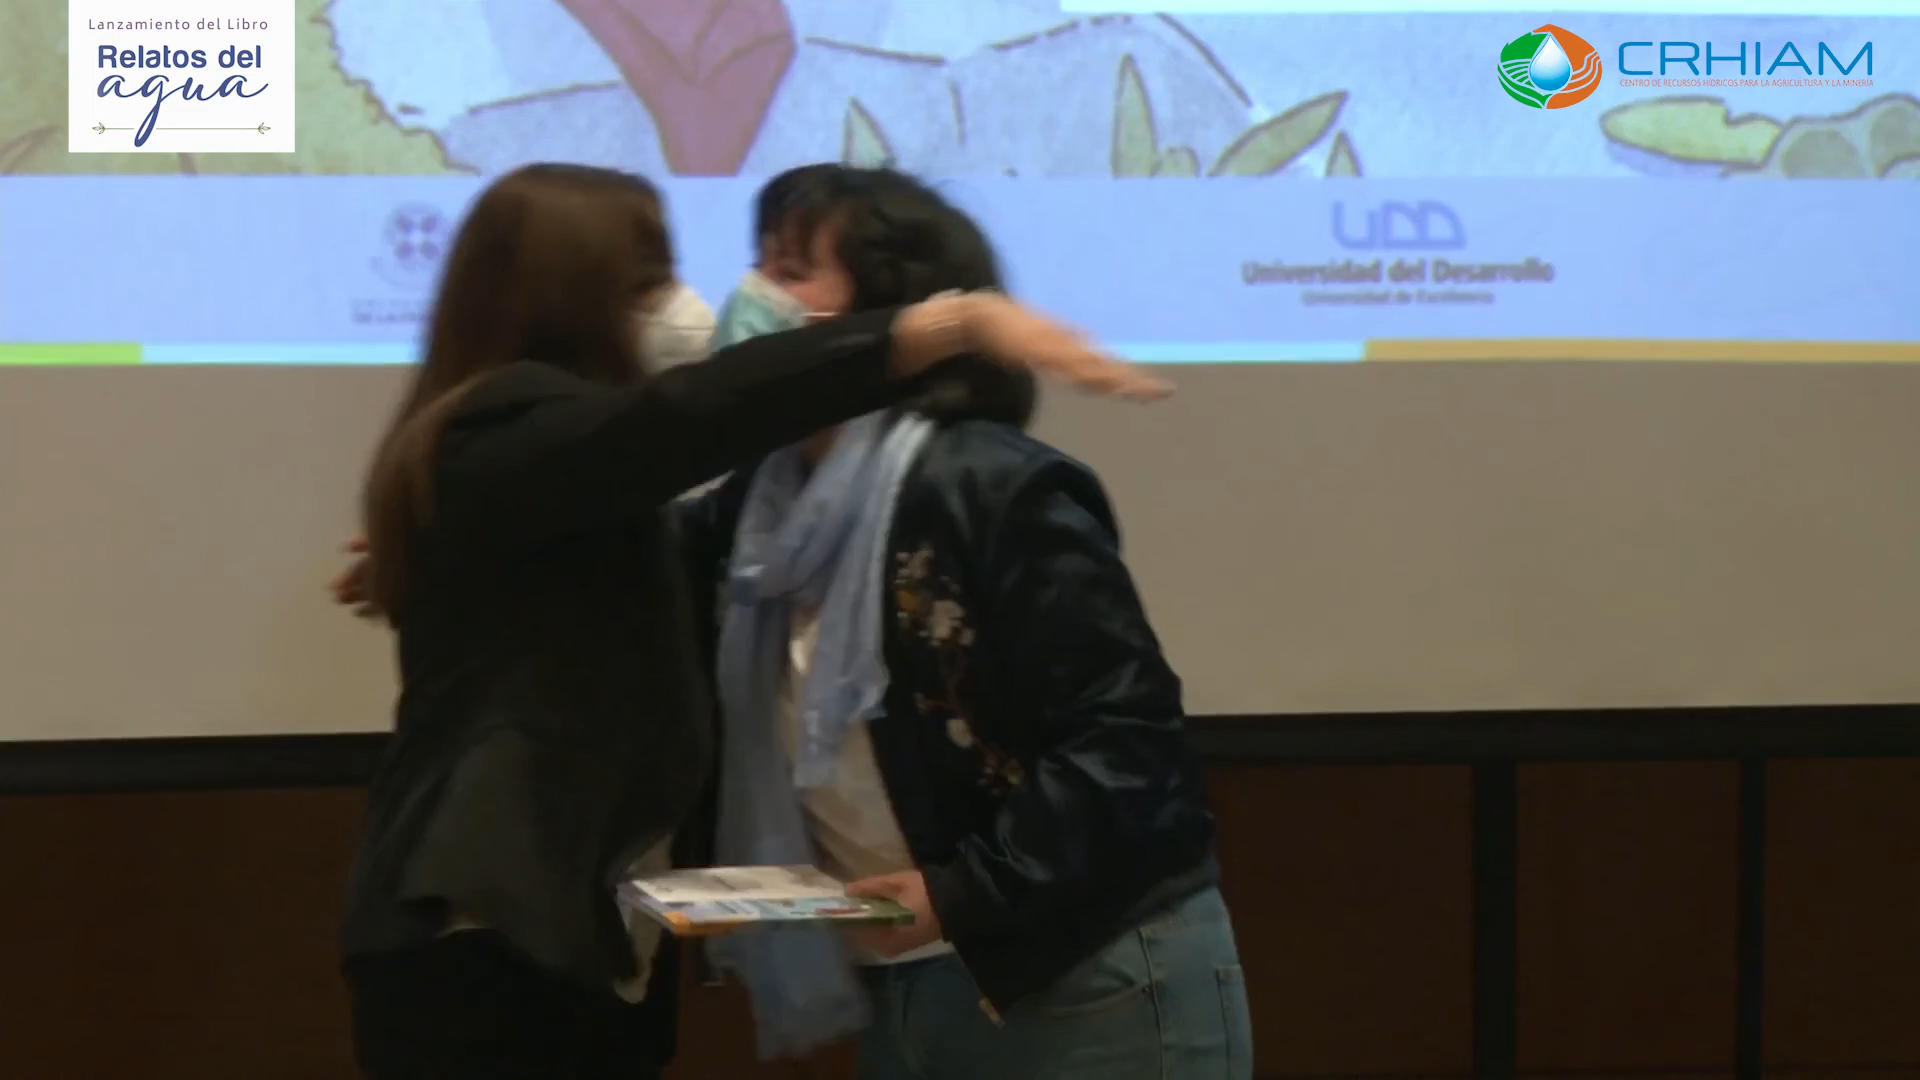 Lanzamiento del Libro
Relatos del
agua
CRHIAM
CENTRO DE RECURSOS HÍDRICOS PARA LA AGRICULTURA Y LA MINERÍA
UDD
Universidad del Desarrollo
Universidad de Excelencia